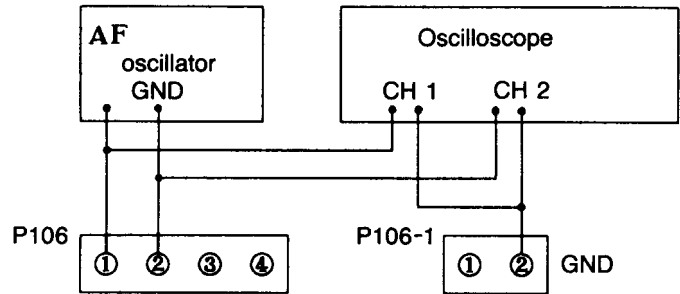 AF
oscillator
GND
Oscilloscope
CH 1
CH 2
P106
① ② ③ ④
P106-1
① ②
GND